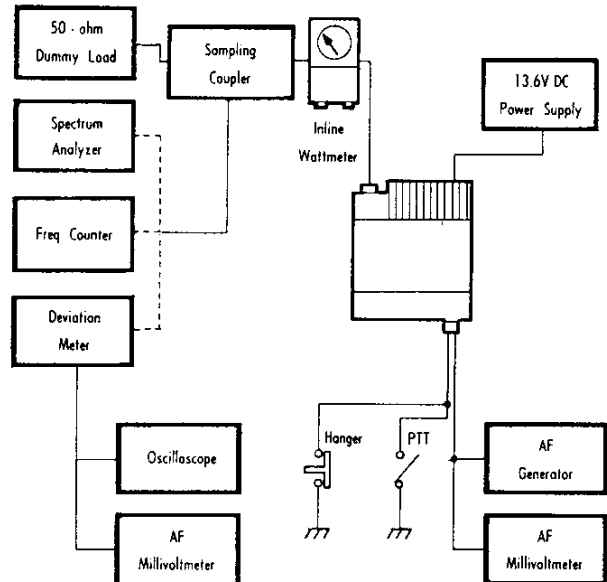 50 - ohm
Dummy Load
Sampling
Coupler
Inline
Wattmeter
13.6V DC
Power Supply
Spectrum
Analyzer
Freq Counter
Deviation
Meter
Oscilloscope
AF
Millivoltmeter
Hanger
PTT
AF
Generator
AF
Millivoltmeter